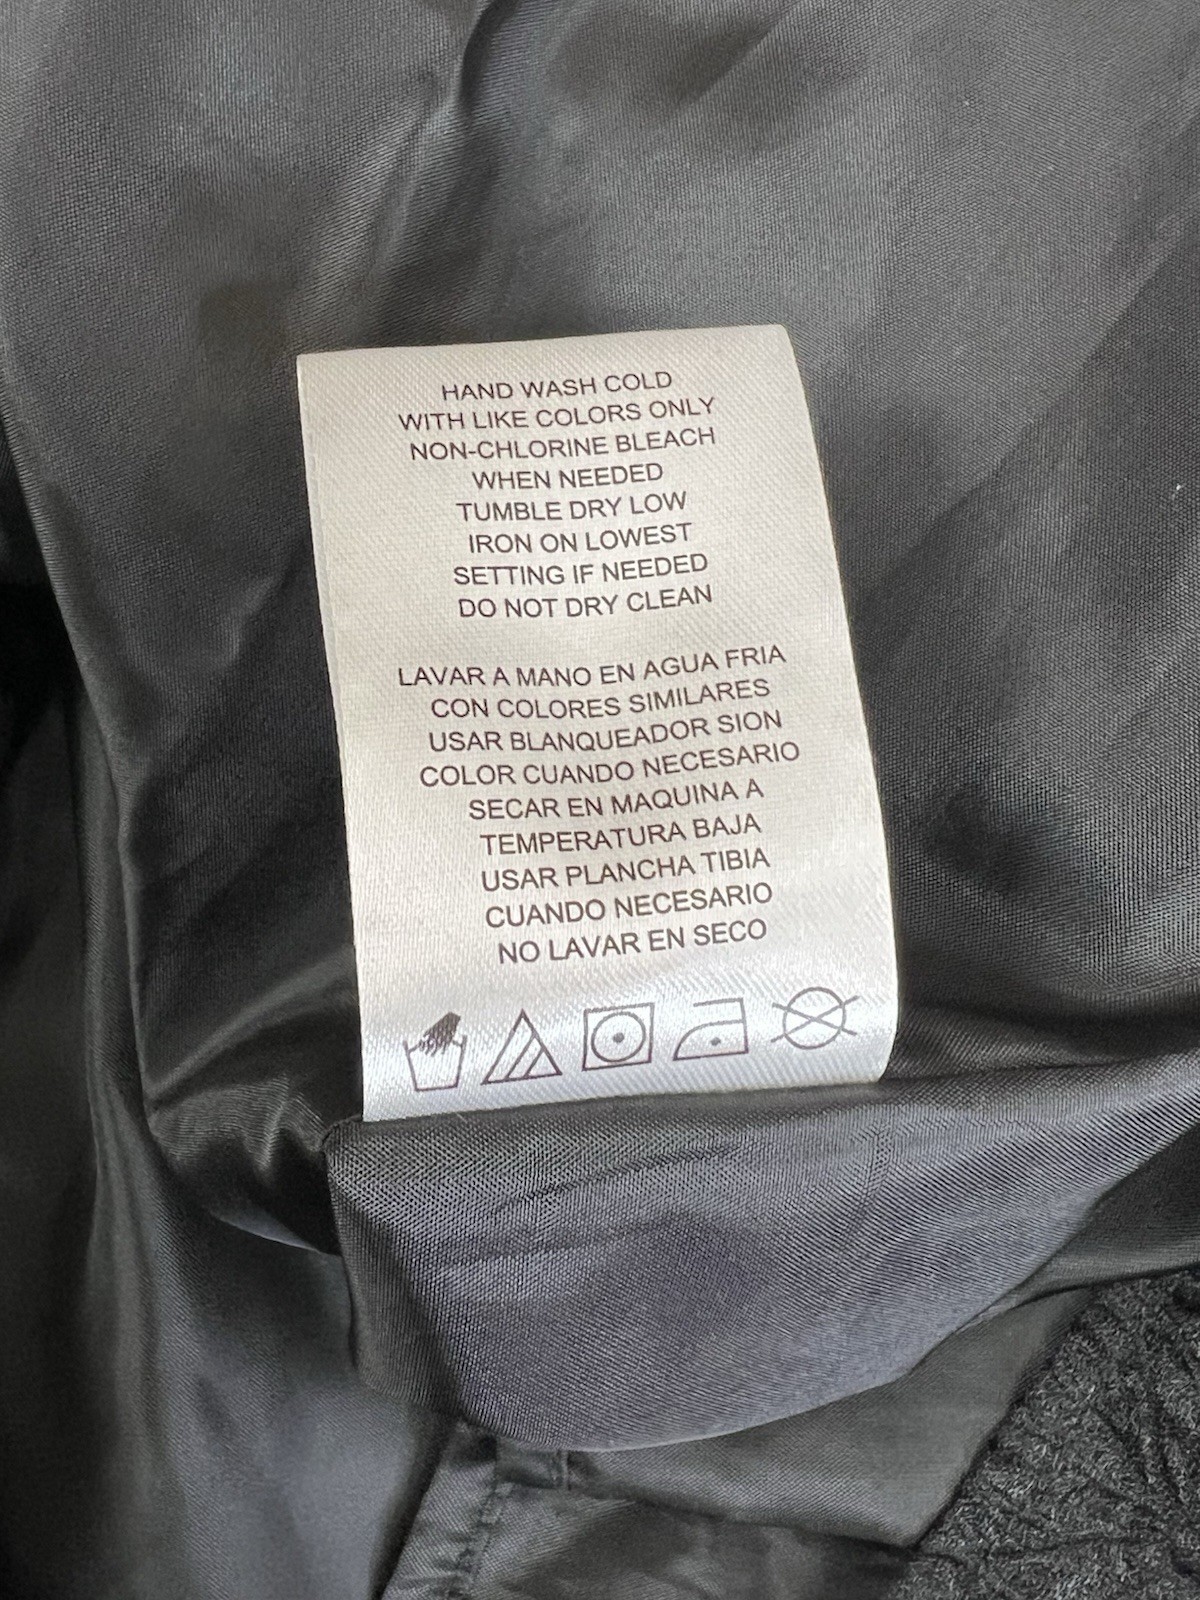 HAND WASH COLD
WITH LIKE COLORS ONLY
NON-CHLORINE BLEACH
WHEN NEEDED
TUMBLE DRY LOW
IRON ON LOWEST
SETTING IF NEEDED
DO NOT DRY CLEAN
LAVAR A MANO EN AGUA FRIA
CON COLORES SIMILARES
USAR BLANQUEADOR SION
COLOR CUANDO NECESARIO
SECAR EN MAQUINA A
TEMPERATURA BAJA
USAR PLANCHA TIBIA
CUANDO NECESARIO
NO LAVAR EN SECO